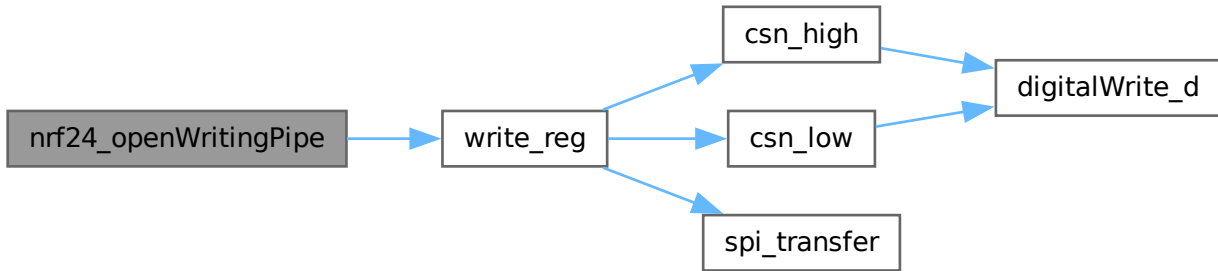 nrf24_openWritingPipe
write_reg
csn_high
csn_low
spi_transfer
digitalWrite_d